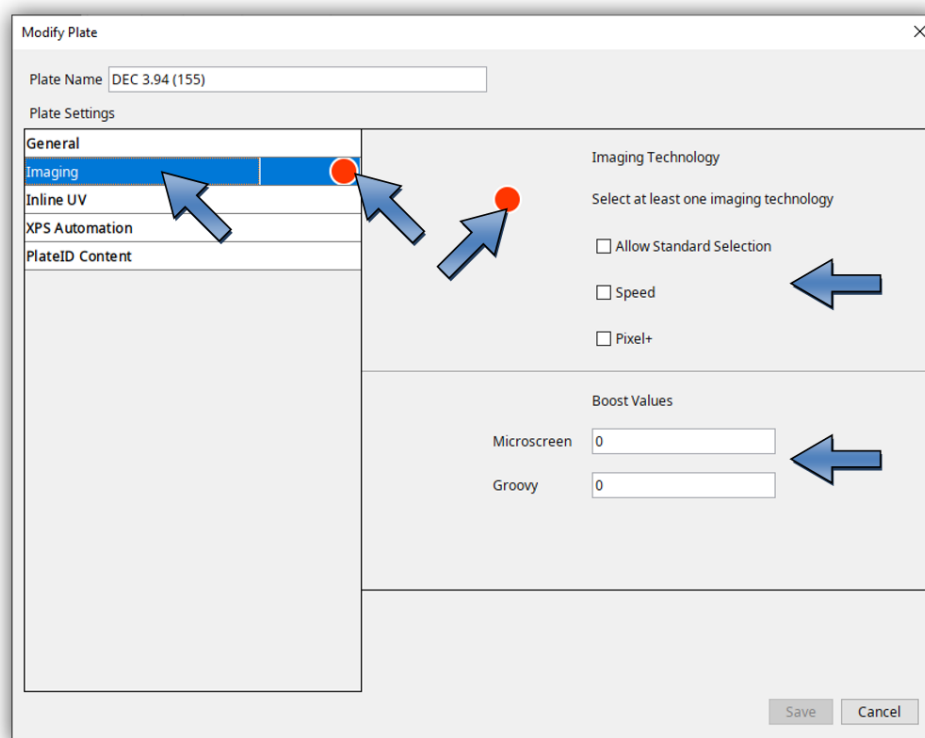 Modify Plate
Plate Name DEC 3.94 (155)
Plate Settings
General
Imaging
Inline UV
XPS Automation
PlateID Content
Imaging Technology
Select at least one imaging technology
Allow Standard Selection
Speed
Pixel+
Boost Values
Microscreen 0
Groovy 0
Save Cancel